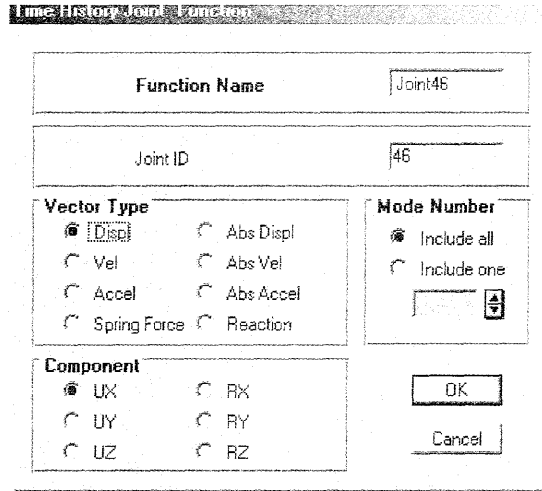 Time History Joint Function
Function Name
Joint46
Joint ID
46
Vector Type
Displ
Abs Displ
Vel
Abs Vel
Accel
Abs Accel
Spring Force
Reaction
Mode Number
Include all
Include one
Component
UX
RX
UY
RY
UZ
RZ
OK
Cancel